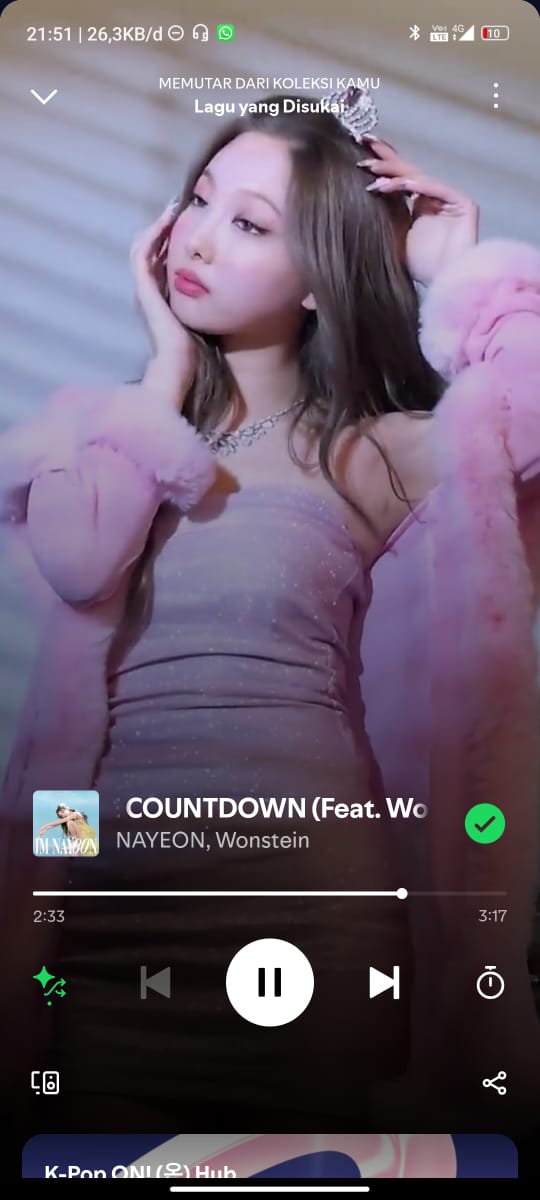 21:51 | 26,3KB/d
Vo) LTE 4G 10
MEMUTAR DARI KOLEKSI KAMU
Lagu yang Disukai
COUNTDOWN (Feat. Wo
NAYEON, Wonstein
I'M NAYEON
2:33
3:17
K-Pop ON! (온) Hub